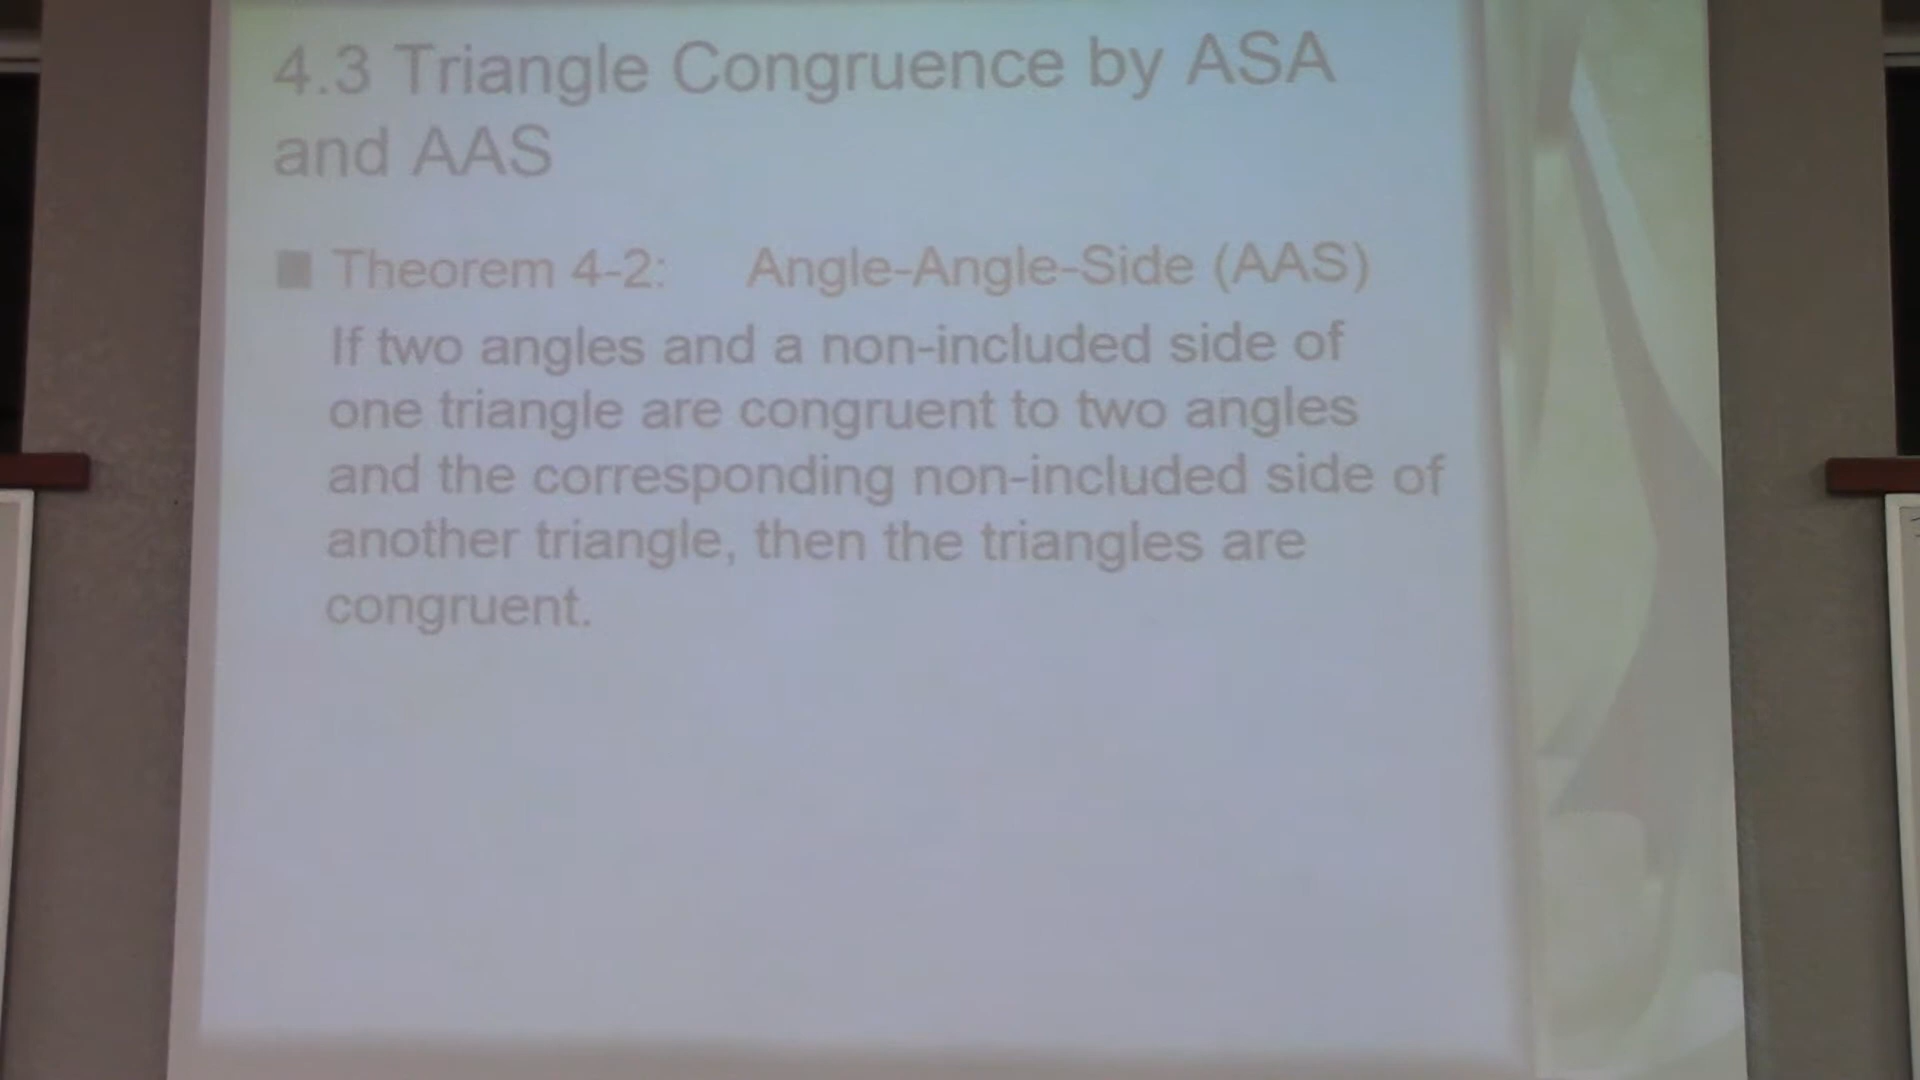 4.3 Triangle Congruence by ASA
and AAS
Theorem 4-2: Angle-Angle-Side (AAS)
If two angles and a non-included side of
one triangle are congruent to two angles
and the corresponding non-included side of
another triangle, then the triangles are
congruent.